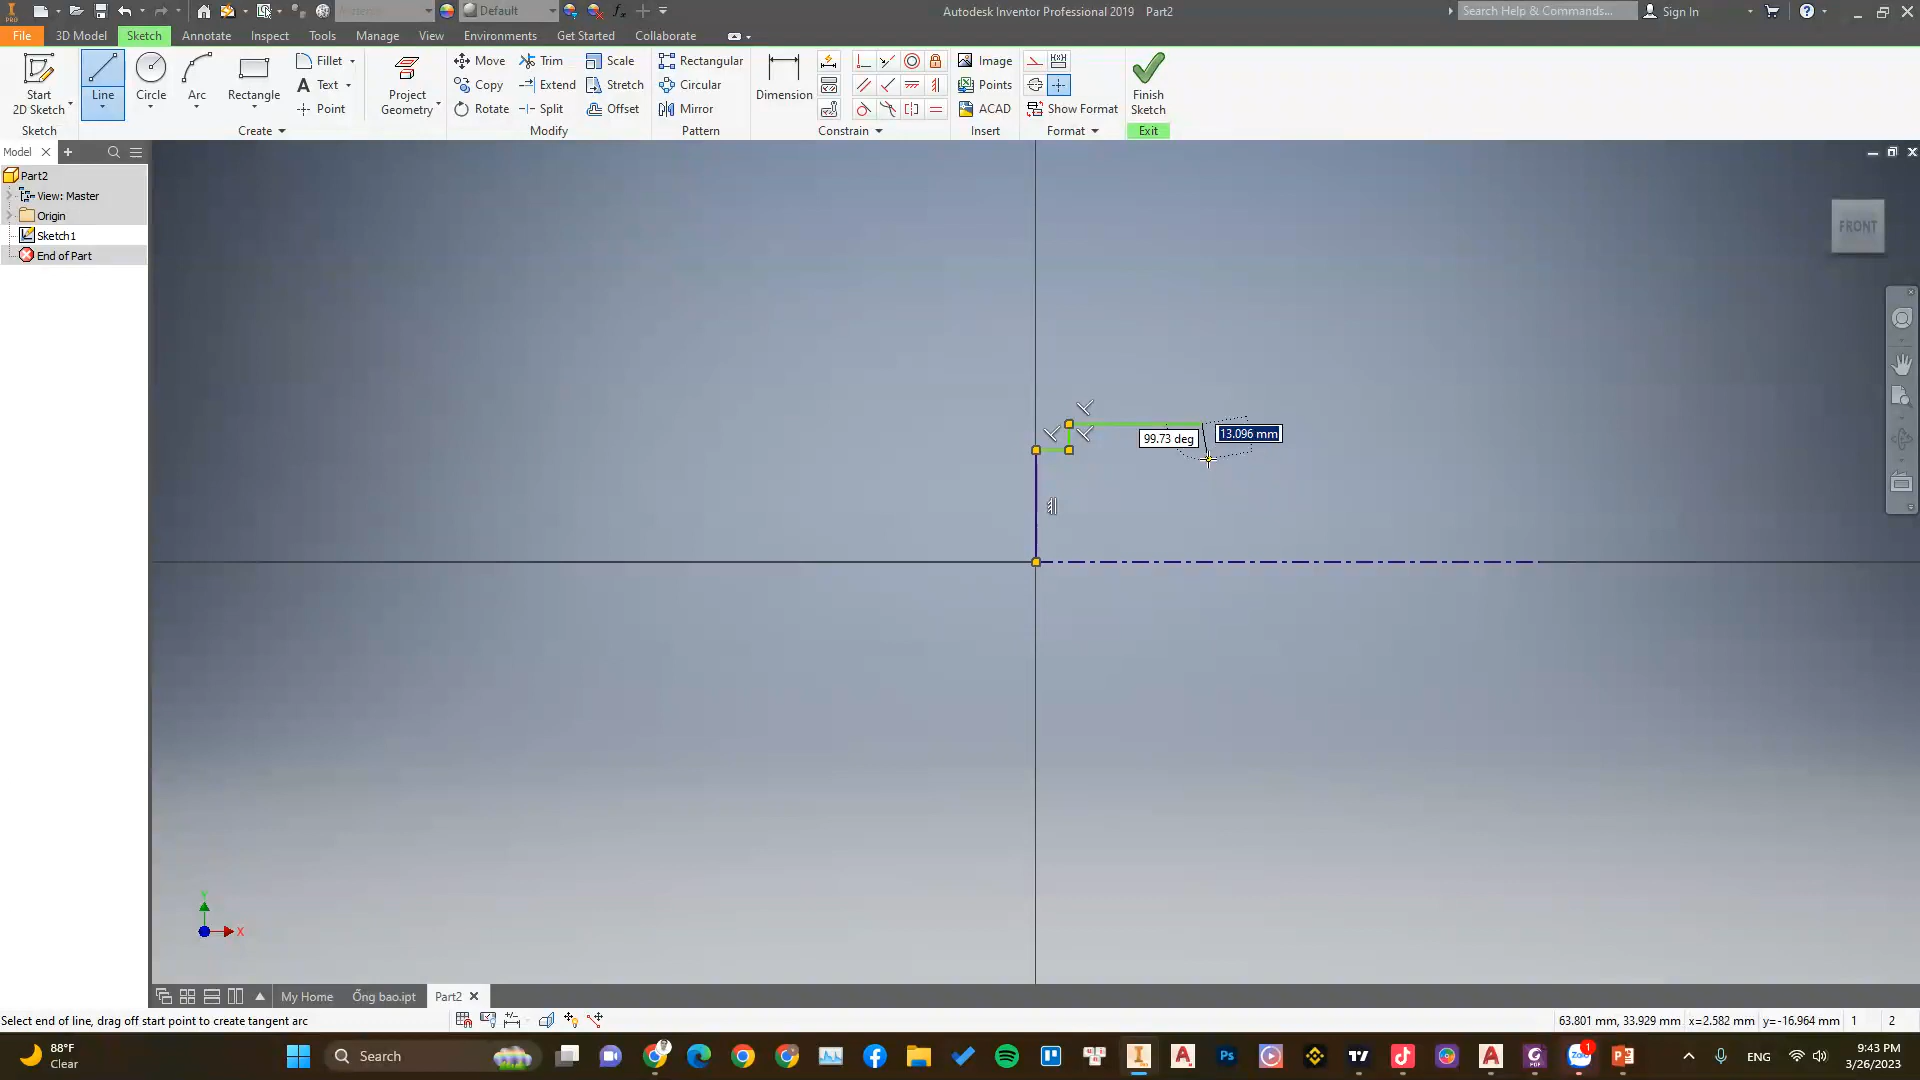 PRO
Material
Default
Autodesk Inventor Professional 2019 Part2
Search Help & Commands...
Sign In
File 3D Model Sketch Annotate Inspect Tools Manage View Environments Get Started Collaborate
Start
2D Sketch
Line
Circle
Arc
Rectangle
Fillet
Text
Point
Project
Geometry
Move
Copy
Rotate
Trim
Extend
Split
Scale
Stretch
Offset
Rectangular
Circular
Mirror
Dimension
Image
Points
ACAD
Show Format
Finish
Sketch
Sketch
Create
Modify
Pattern
Constrain
Insert
Format
Exit
Model
Part2
View: Master
Origin
Sketch1
End of Part
FRONT
99.73 deg
13.096 mm
Y
X
My Home Ống bao.ipt Part2
Select end of line, drag off start point to create tangent arc
63.801 mm, 33.929 mm x=2.582 mm y=-16.964 mm 1 2
88°F
Clear
Search
ENG
9:43 PM
3/26/2023